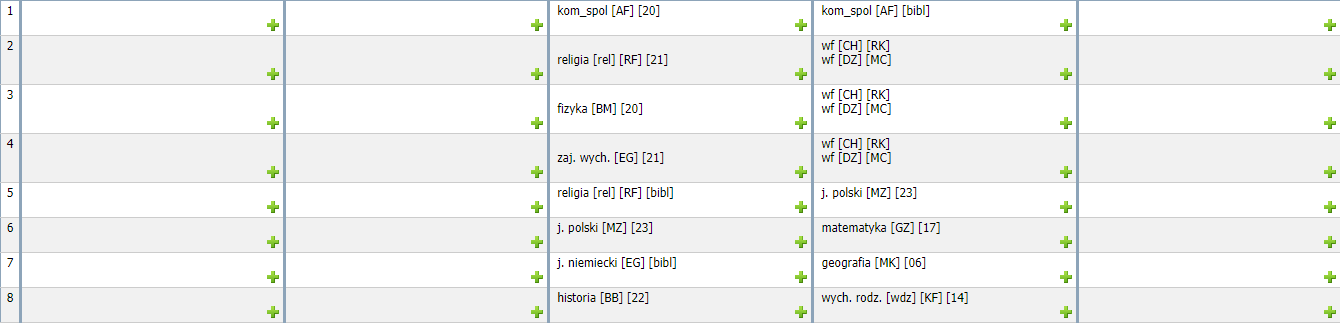 1
kom_spol [AF] [20]
kom_spol [AF] [bibl]
2
religia [rel] [RF] [21]
wf [CH] [RK]
wf [DZ] [MC]
3
fizyka [BM] [20]
wf [CH] [RK]
wf [DZ] [MC]
4
zaj. wych. [EG] [21]
wf [CH] [RK]
wf [DZ] [MC]
5
religia [rel] [RF] [bibl]
j. polski [MZ] [23]
6
j. polski [MZ] [23]
matematyka [GZ] [17]
7
j. niemiecki [EG] [bibl]
geografia [MK] [06]
8
historia [BB] [22]
wych. rodz. [wdz] [KF] [14]